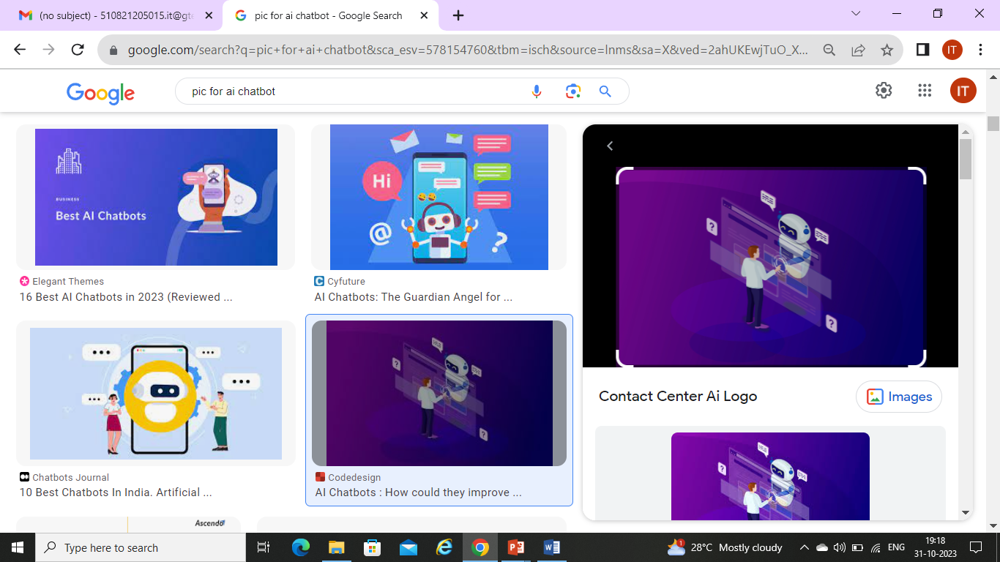 (no subject) - 510821205015.it@gte
pic for ai chatbot - Google Search
google.com/search?q=pic+for+ai+chatbot&sca_esv=578154760&tbm=isch&source=lnms&sa=X&ved=2ahUKEwjTuO_X...
IT
Google
pic for ai chatbot
IT
BUSINESS
Best AI Chatbots
Elegant Themes
16 Best AI Chatbots in 2023 (Reviewed ...
Hi
@
?
Cyfuture
AI Chatbots: The Guardian Angel for ...
Chatbots Journal
10 Best Chatbots In India. Artificial ...
?
?
Codedesign
AI Chatbots : How could they improve ...
?
?
Contact Center Ai Logo
Images
?
?
Ascendo
Type here to search
1
28°C Mostly cloudy
ENG
19:18
31-10-2023